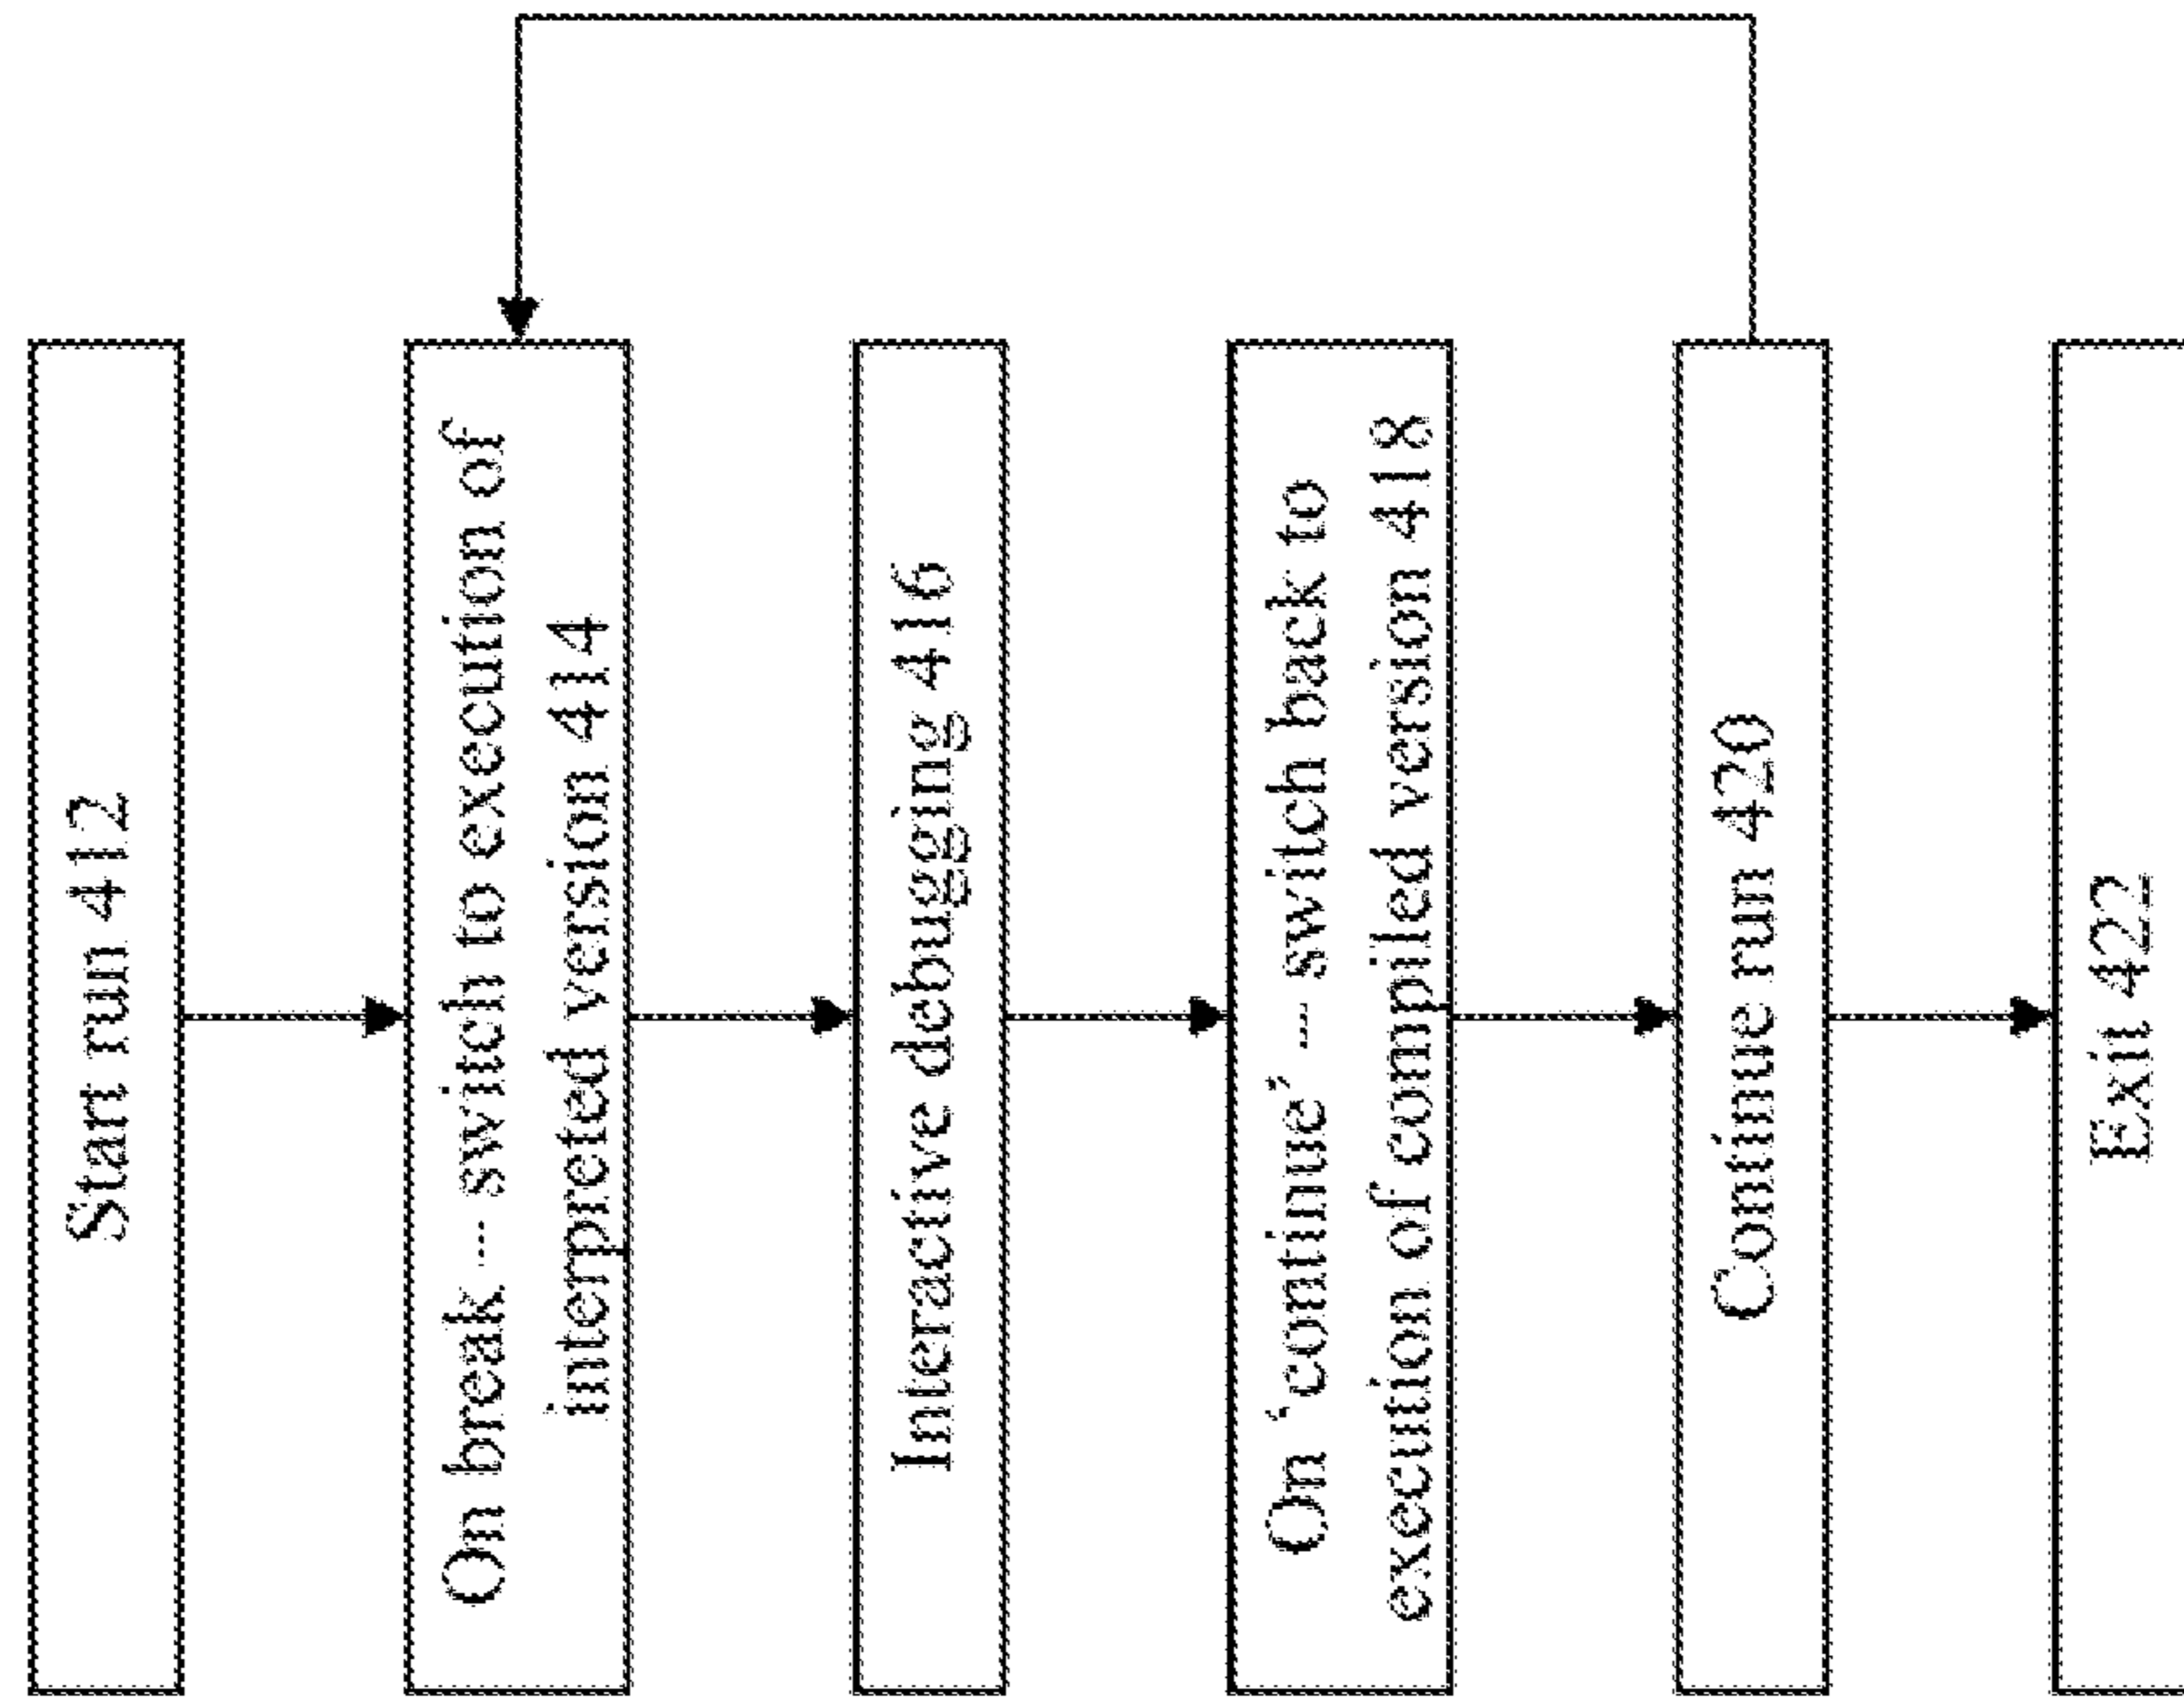 Start run 412
On break -- switch to execution of
interpreted version 414
Interactive debugging 416
On ‘continue’ -- switch back to
execution of compiled version 418
Continue run 420
Exit 422